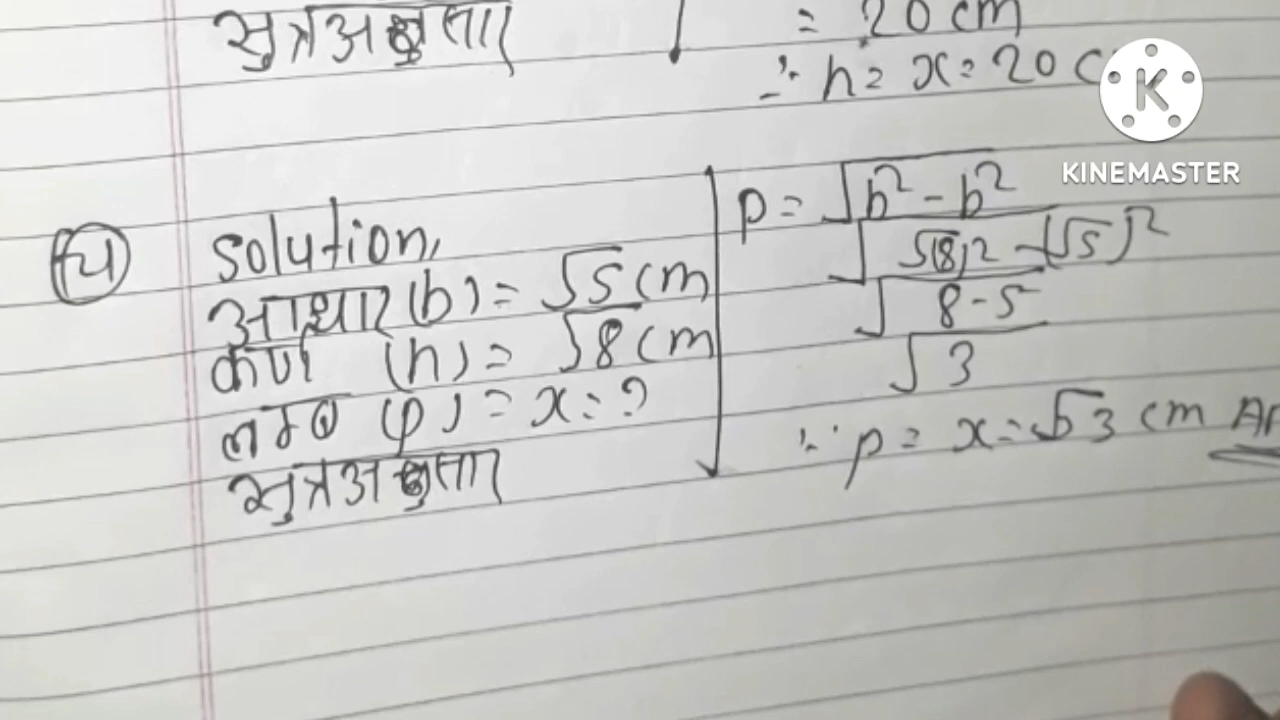 सुत्रअनुसार
= 20 cm
∴ h = x = 20 c
KINEMASTER
(घ) solution,
आधार (b) = √5 cm
कर्ण (h) = √8 cm
लम्ब (p) = x = ?
सुत्रअनुसार
p = √h² - b²
√(√8)² - (√5)²
√8 - 5
√3
∵ p = x = √3 cm An